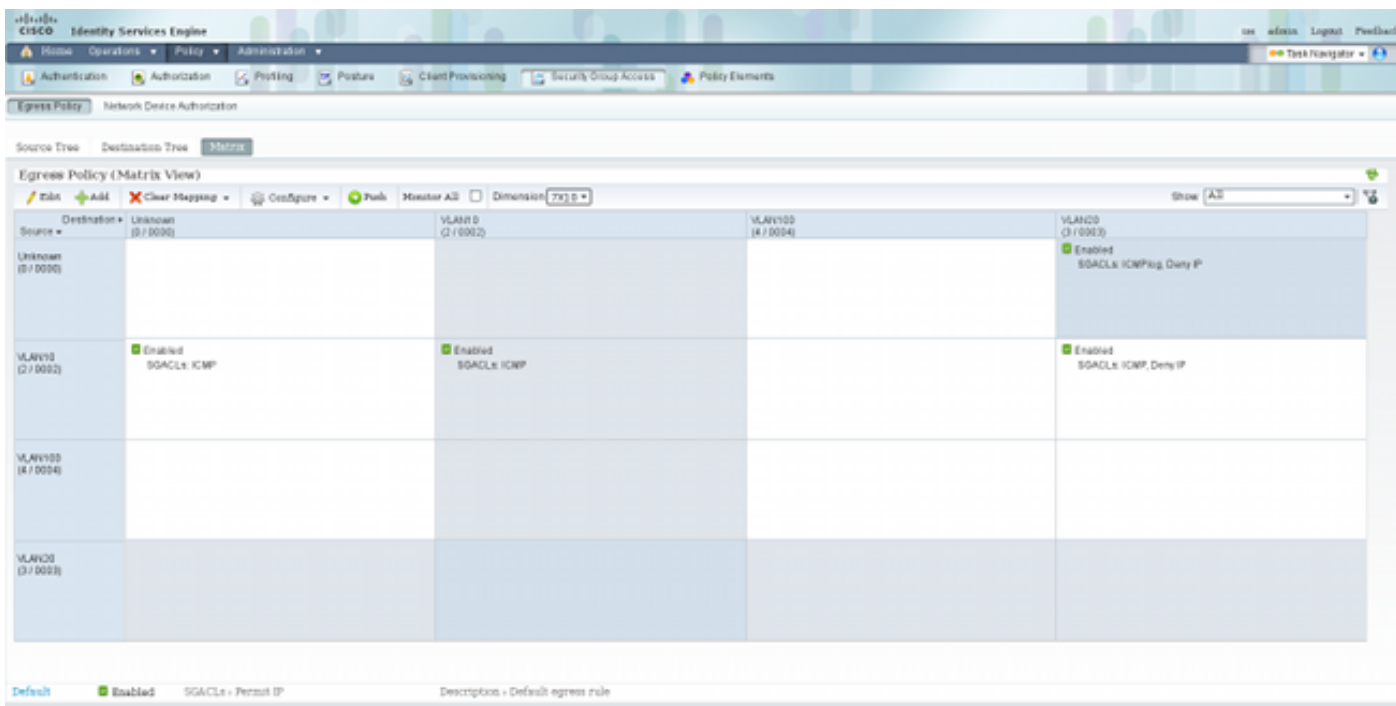 CISCO Identity Services Engine
ise admin Logout Feedback
Home Operations Policy Administration
Task Navigator
Authentication Authorization Profiling Posture Client Provisioning Security Group Access Policy Elements
Egress Policy Network Device Authorization
Source Tree Destination Tree Matrix
Egress Policy (Matrix View)
Edit Add Clear Mapping Configure Push Monitor All Dimension 7X10 Show All
Destination Unknown VLAN10 VLAN100 VLAN20
Source (0 / 0000) (2 / 0002) (4 / 0004) (3 / 0003)
Unknown
(0 / 0000)
Enabled
SGACLs: ICMPlog, Deny IP
VLAN10
(2 / 0002)
Enabled
SGACLs: ICMP
Enabled
SGACLs: ICMP
Enabled
SGACLs: ICMP, Deny IP
VLAN100
(4 / 0004)
VLAN20
(3 / 0003)
Default Enabled SGACLs : Permit IP Description : Default egress rule